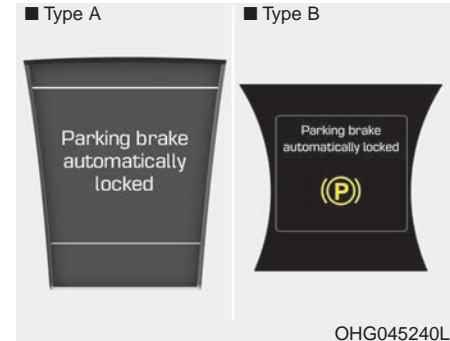 ■ Type A
■ Type B
Parking brake
automatically
locked
Parking brake
automatically locked
(P)
OHG045240L